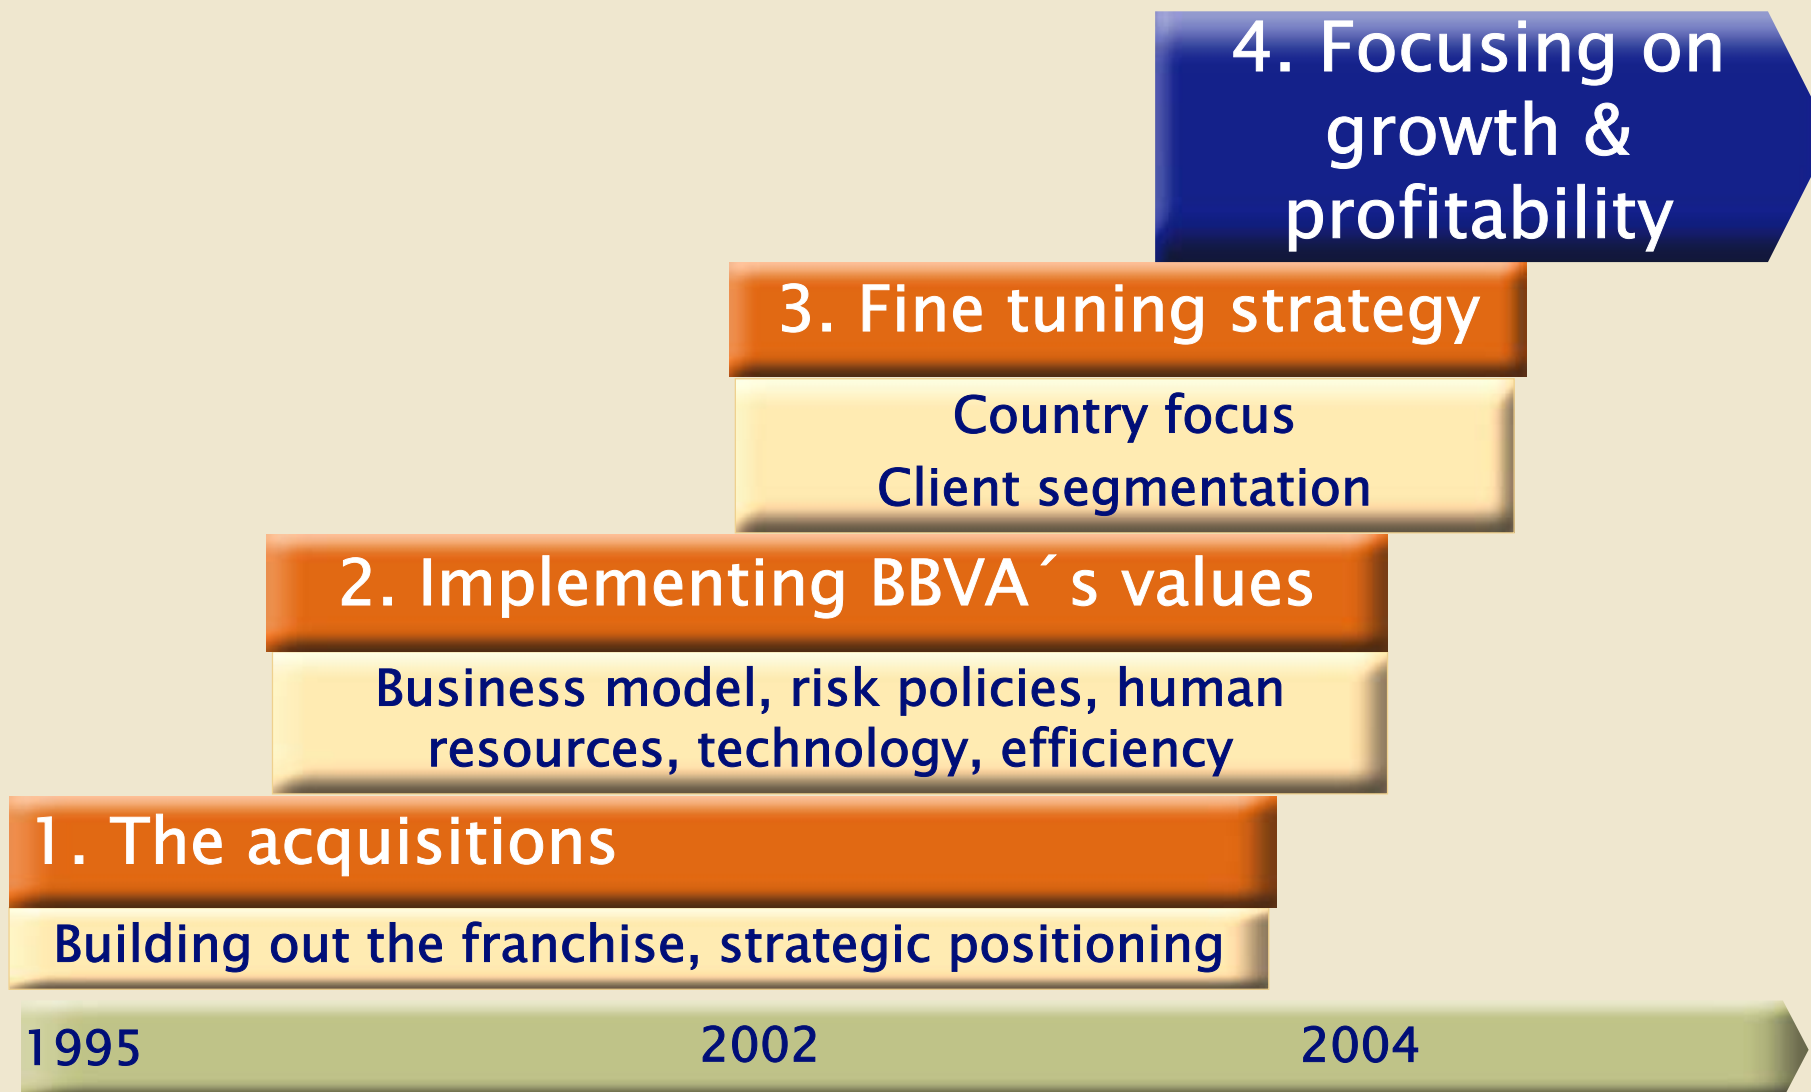 4. Focusing on
growth &
profitability
3. Fine tuning strategy
Country focus
Client segmentation
2. Implementing BBVA´s values
Business model, risk policies, human
resources, technology, efficiency
1. The acquisitions
Building out the franchise, strategic positioning
1995 2002 2004